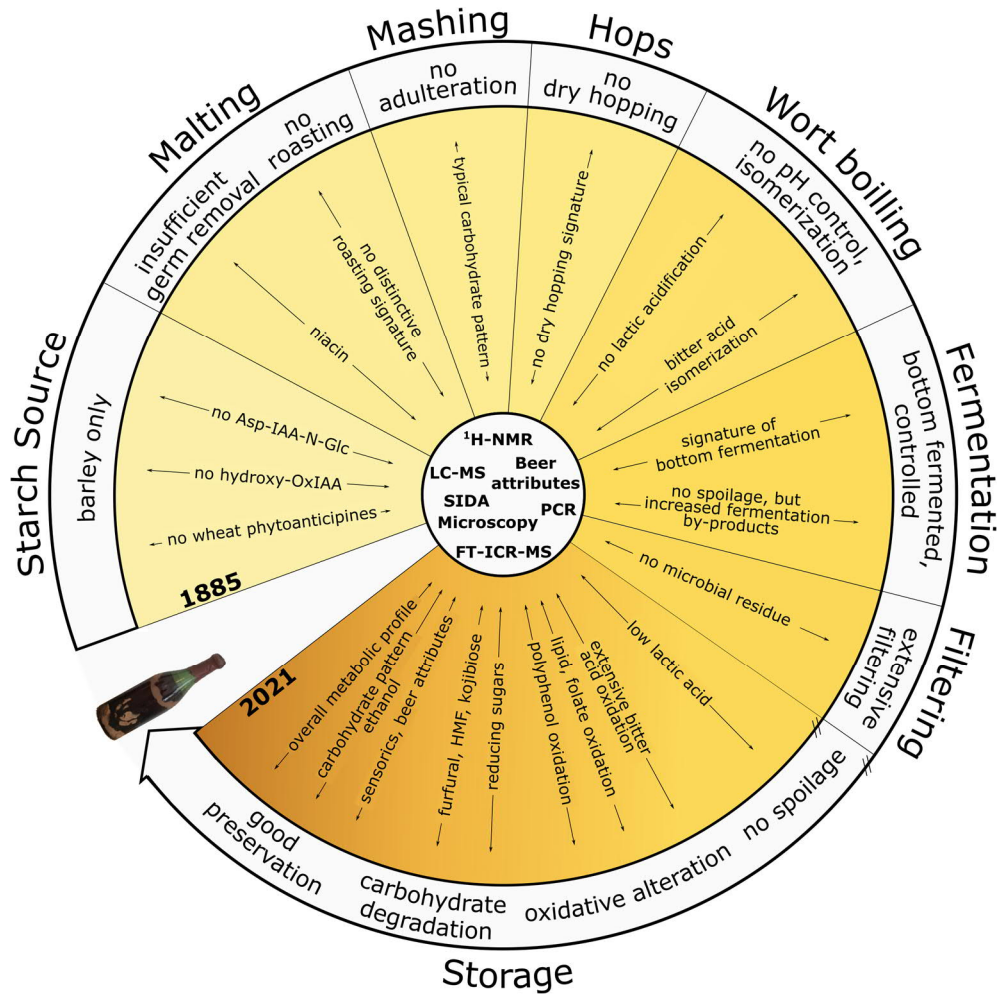 Starch Source
barley only
no Asp-IAA-N-Glc
no hydroxy-OxIAA
no wheat phytoanticipines
1885
Malting
insufficient
germ removal
no
roasting
niacin
no distinctive
roasting signature
Mashing
no
adulteration
typical carbohydrate pattern
Hops
no
dry hopping
no dry hopping signature
Wort boilling
no pH control,
isomerization
no lactic acidification
bitter acid
isomerization
Fermentation
bottom fermented,
controlled
signature of
bottom fermentation
no spoilage, but
increased fermentation
by-products
Filtering
extensive
filtering
no microbial residue
Storage
no spoilage
low lactic acid
oxidative alteration
extensive bitter
acid oxidation
lipid, folate oxidation
polyphenol oxidation
carbohydrate
degradation
reducing sugars
furfural, HMF, kojibiose
good
preservation
sensorics, beer attributes
ethanol
carbohydrate pattern
overall metabolic profile
2021
¹H-NMR
LC-MS
Beer
attributes
SIDA
PCR
Microscopy
FT-ICR-MS